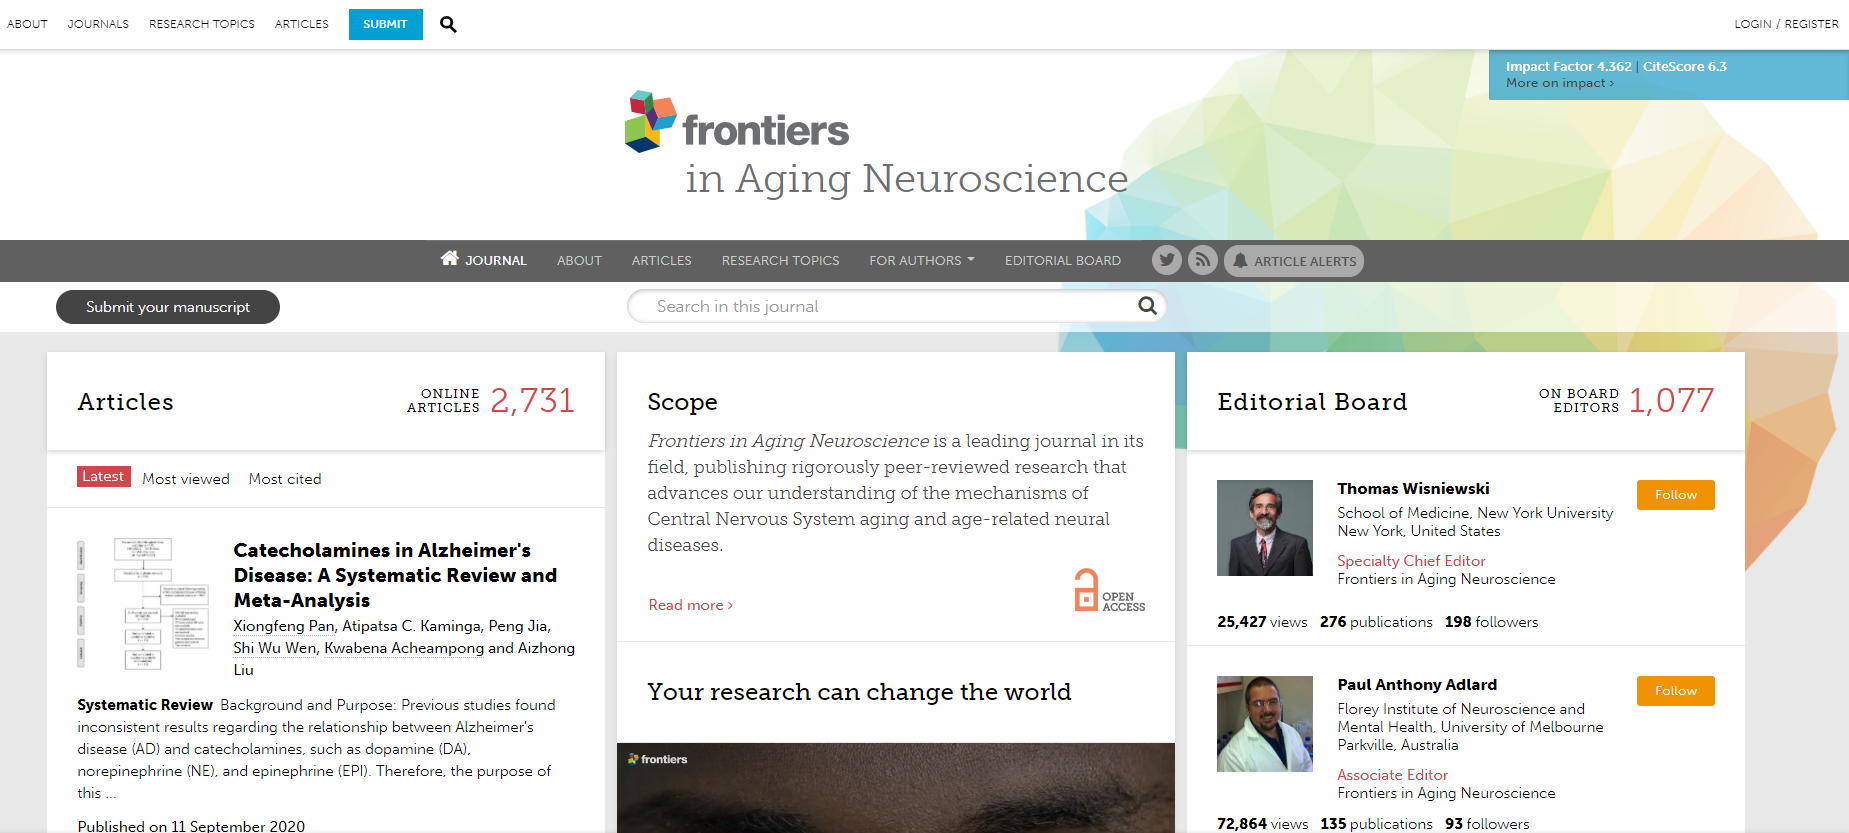 ABOUT JOURNALS RESEARCH TOPICS ARTICLES SUBMIT LOGIN / REGISTER
Impact Factor 4.362 | CiteScore 6.3
More on impact ›
frontiers
in Aging Neuroscience
JOURNAL ABOUT ARTICLES RESEARCH TOPICS FOR AUTHORS EDITORIAL BOARD ARTICLE ALERTS
Submit your manuscript
Search in this journal
Articles
ONLINE
ARTICLES
2,731
Latest Most viewed Most cited
Catecholamines in Alzheimer's
Disease: A Systematic Review and
Meta-Analysis
Xiongfeng Pan, Atipatsa C. Kaminga, Peng Jia,
Shi Wu Wen, Kwabena Acheampong and Aizhong
Liu
Systematic Review Background and Purpose: Previous studies found
inconsistent results regarding the relationship between Alzheimer's
disease (AD) and catecholamines, such as dopamine (DA),
norepinephrine (NE), and epinephrine (EPI). Therefore, the purpose of
this ...
Published on 11 September 2020
Scope
Frontiers in Aging Neuroscience is a leading journal in its
field, publishing rigorously peer-reviewed research that
advances our understanding of the mechanisms of
Central Nervous System aging and age-related neural
diseases.
Read more ›
OPEN
ACCESS
Your research can change the world
frontiers
Editorial Board
ON BOARD
EDITORS
1,077
Thomas Wisniewski
Follow
School of Medicine, New York University
New York, United States
Specialty Chief Editor
Frontiers in Aging Neuroscience
25,427 views 276 publications 198 followers
Paul Anthony Adlard
Follow
Florey Institute of Neuroscience and
Mental Health, University of Melbourne
Parkville, Australia
Associate Editor
Frontiers in Aging Neuroscience
72,864 views 135 publications 93 followers